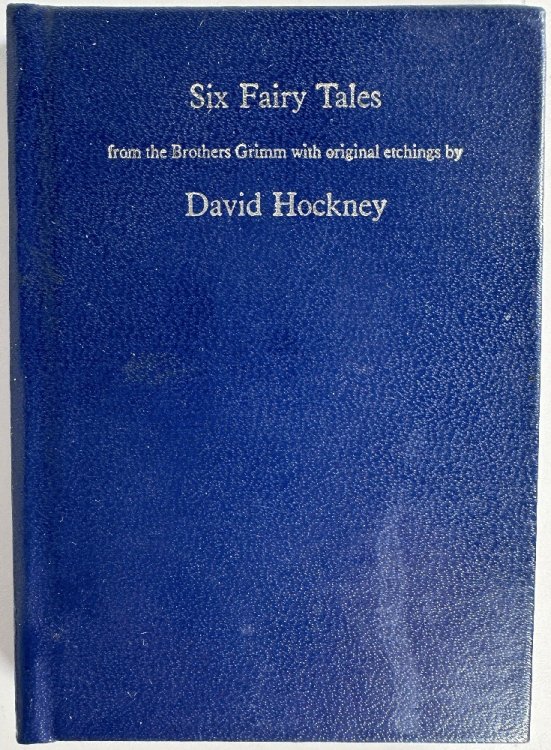 Six Fairy Tales
from the Brothers Grimm with original etchings by
David Hockney